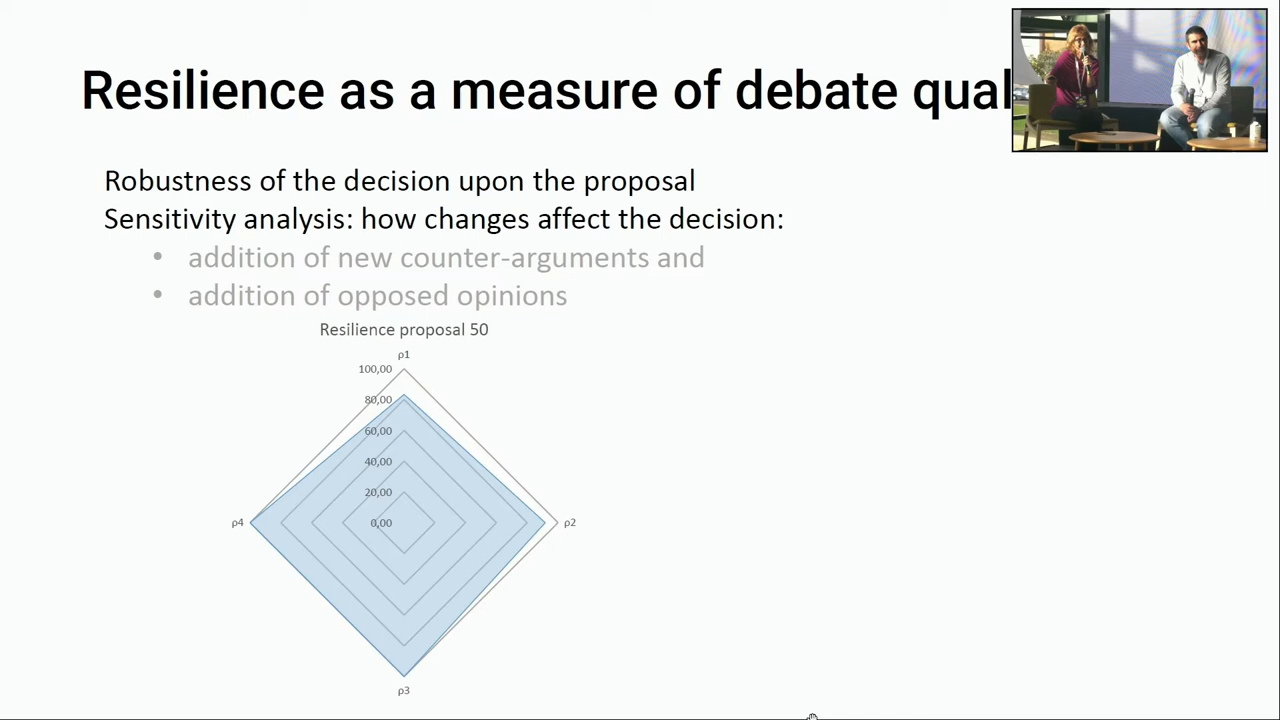 Resilience as a measure of debate qual
Robustness of the decision upon the proposal
Sensitivity analysis: how changes affect the decision:
• addition of new counter-arguments and
• addition of opposed opinions
Resilience proposal 50
ρ1
100,00
80,00
60,00
40,00
20,00
0,00
ρ4
ρ2
ρ3